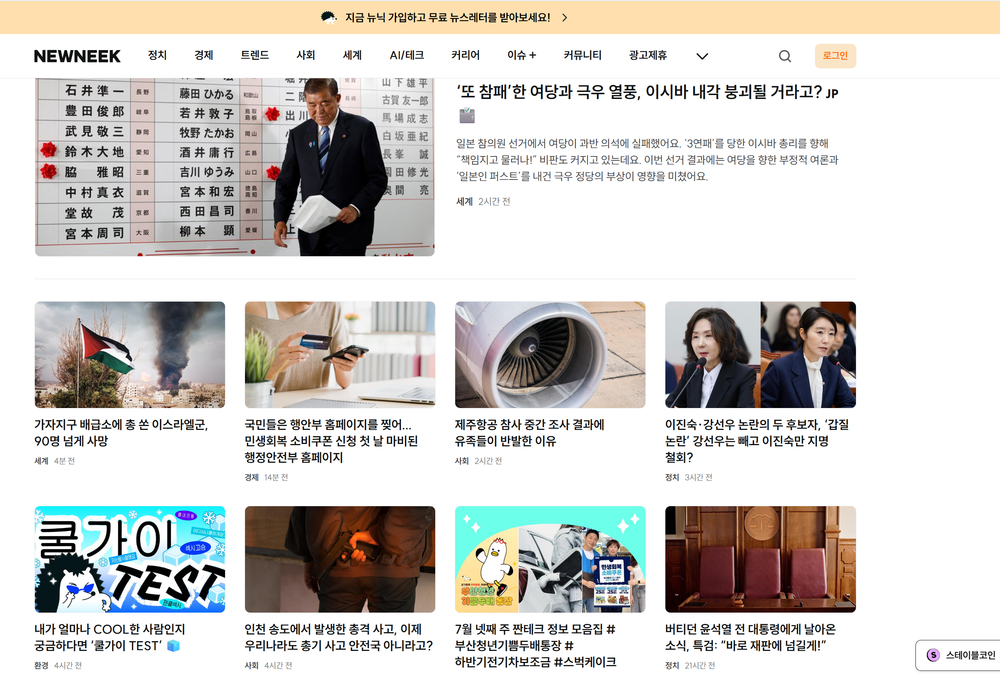 지금 뉴닉 가입하고 무료 뉴스레터를 받아보세요!
NEWNEEK 정치 경제 트렌드 사회 세계 AI/테크 커리어 이슈 + 커뮤니티 광고제휴 로그인
石井準一 長野 藤田ひかる 和歌山 佐賀 山下雄平
豊田俊郎 岐阜 若井敦子 鳥取 島根 出川 長崎 古賀友一郎
武見敬三 静岡 牧野たかお 岡山 馬場成志
鈴木大地 愛知 酒井庸行 広島 白坂亜紀
脇 雅昭 三重 吉川ゆうみ 山口 長峯 誠
中村真衣 滋賀 宮本和宏 徳島 高知 園田修光
堂故 茂 京都 西田昌司 香川 奥間 亮
宮本周司 大阪 柳本 顕 愛媛 上
‘또 참패’한 여당과 극우 열풍, 이시바 내각 붕괴될 거라고? JP
일본 참의원 선거에서 여당이 과반 의석에 실패했어요. ‘3연패’를 당한 이시바 총리를 향해
“책임지고 물러나!” 비판도 커지고 있는데요. 이번 선거 결과에는 여당을 향한 부정적 여론과
‘일본인 퍼스트’를 내건 극우 정당의 부상이 영향을 미쳤어요.
세계 2시간 전
가자지구 배급소에 총 쏜 이스라엘군,
90명 넘게 사망
세계 4분 전
국민들은 행안부 홈페이지를 찢어...
민생회복 소비쿠폰 신청 첫 날 마비된
행정안전부 홈페이지
경제 14분 전
제주항공 참사 중간 조사 결과에
유족들이 반발한 이유
사회 2시간 전
이진숙·강선우 논란의 두 후보자, ‘갑질
논란’ 강선우는 빼고 이진숙만 지명
철회?
정치 3시간 전
쿨내진동
쿨가이
어디서나쿨하게걷기
섹시고슴
저는몹시쿨해요
TEST
펀쿨섹시
내가 얼마나 COOL한 사람인지
궁금하다면 ‘쿨가이 TEST’
환경 4시간 전
인천 송도에서 발생한 총격 사고, 이제
우리나라도 총기 사고 안전국 아니라고?
사회 4시간 전
부산청년
기쁨두배 통장
민생회복
소비쿠폰
7월 넷째 주 짠테크 정보 모음집 #
부산청년기쁨두배통장 #
하반기전기차보조금 #스벅케이크
버티던 윤석열 전 대통령에게 날아온
소식, 특검: “바로 재판에 넘길게!”
정치 21시간 전
S 스테이블코인